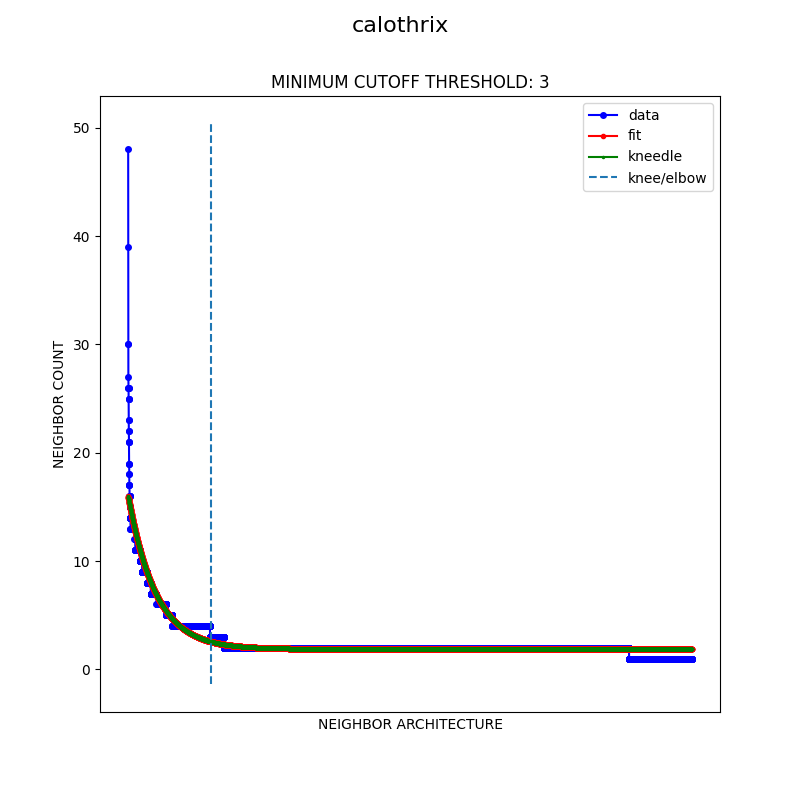 calothrix
MINIMUM CUTOFF THRESHOLD: 3
data
fit
kneedle
knee/elbow
50
40
30
20
10
0
NEIGHBOR COUNT
NEIGHBOR ARCHITECTURE